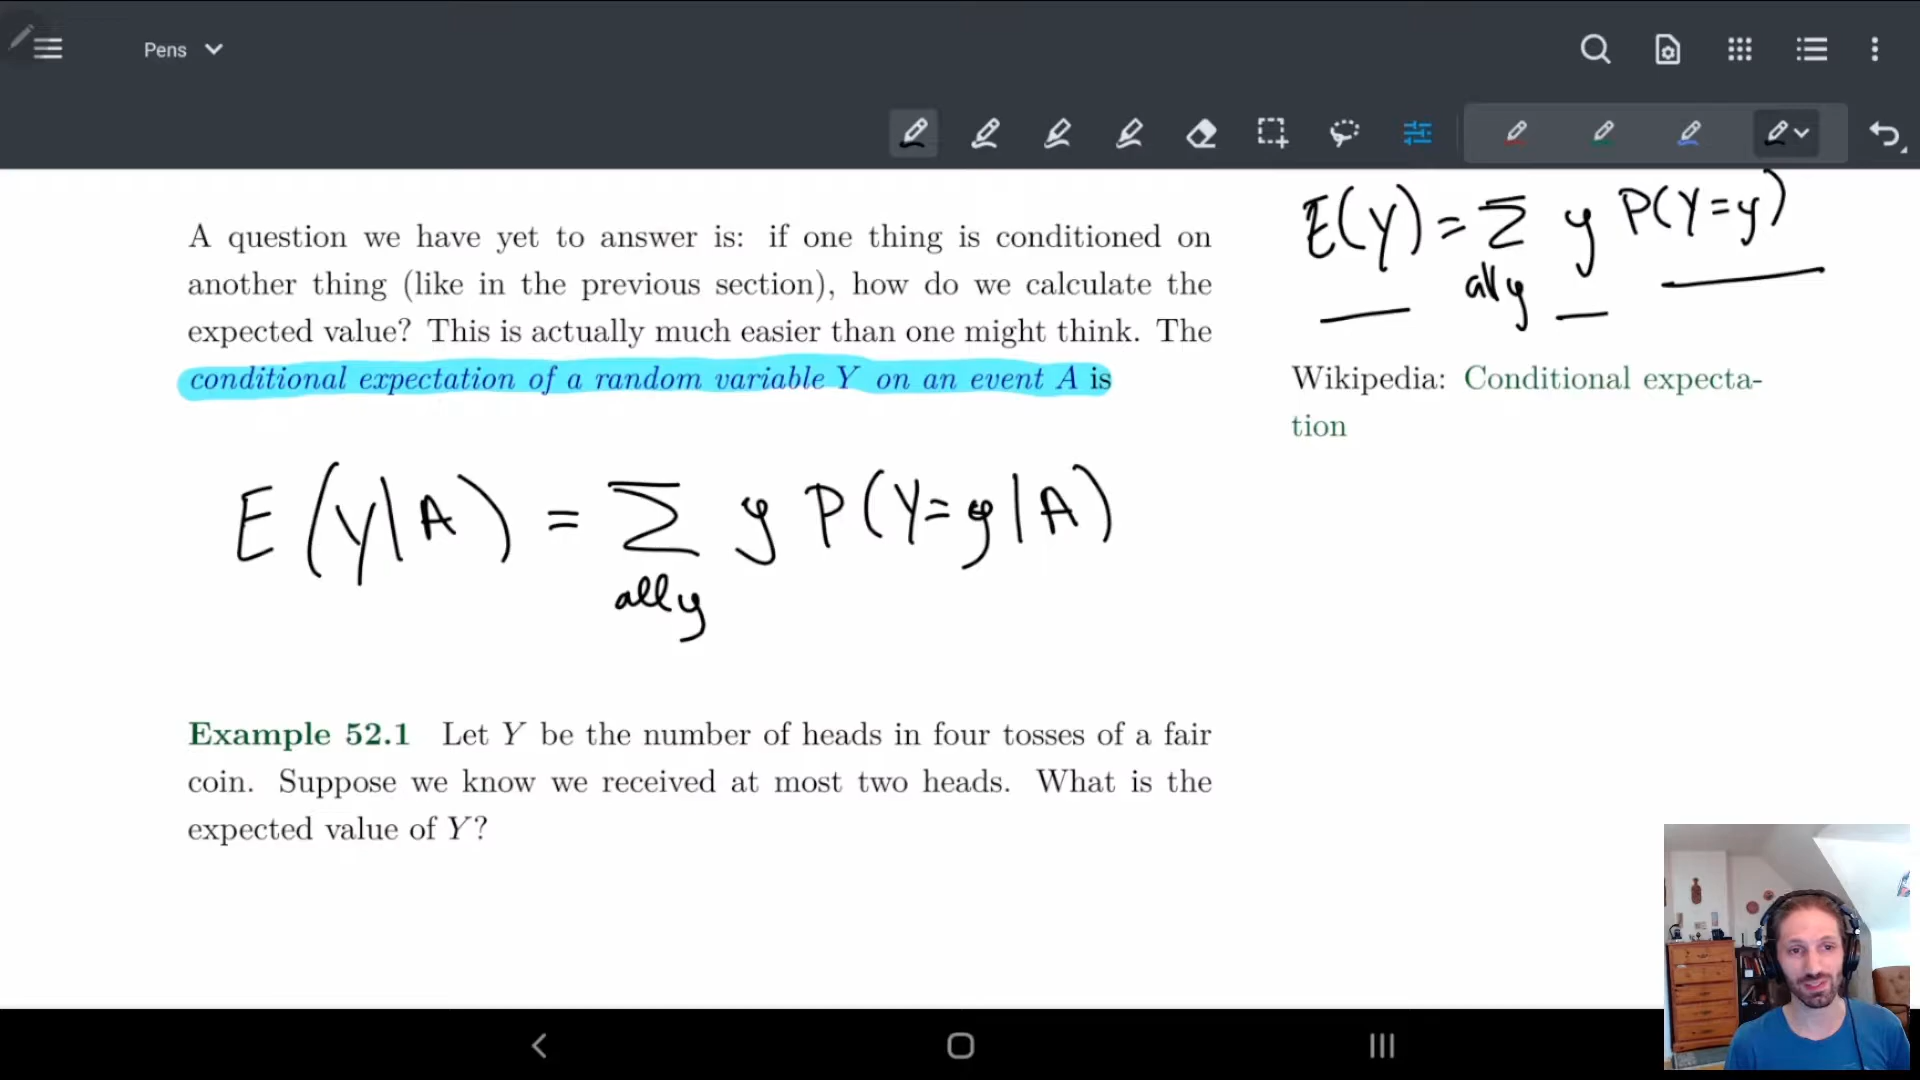 Pens
A question we have yet to answer is: if one thing is conditioned on
another thing (like in the previous section), how do we calculate the
expected value? This is actually much easier than one might think. The
conditional expectation of a random variable Y on an event A is
E(Y) = Σ y P(Y=y)
all y
Wikipedia: Conditional expecta-
tion
E(Y|A) = Σ y P(Y=y|A)
all y
Example 52.1 Let Y be the number of heads in four tosses of a fair
coin. Suppose we know we received at most two heads. What is the
expected value of Y?